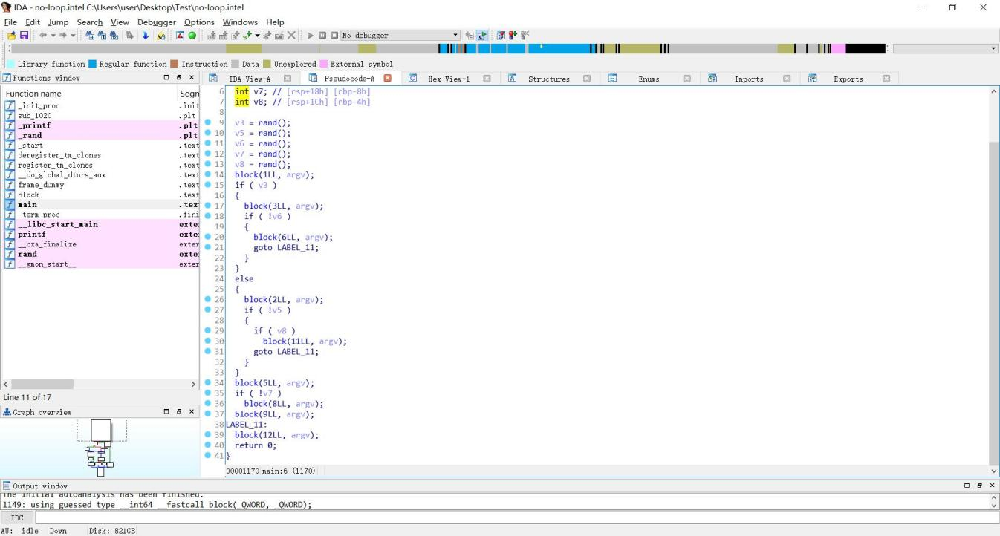 IDA - no-loop.intel C:\Users\user\Desktop\Test\no-loop.intel
File Edit Jump Search View Debugger Options Windows Help
No debugger
Library function Regular function Instruction Data Unexplored External symbol
Functions window
IDA View-A Pseudocode-A Hex View-1 Structures Enums Imports Exports
Function name Segn
_init_proc .init
sub_1020 .plt
_printf .plt
_rand .plt
_start .text
deregister_tm_clones .text
register_tm_clones .text
__do_global_dtors_aux .text
frame_dummy .text
block .text
main .tex
_term_proc .fini
__libc_start_main exte
printf exte
__cxa_finalize exter
rand exte
__gmon_start__ exter
Line 11 of 17
Graph overview
6 int v7; // [rsp+18h] [rbp-8h]
7 int v8; // [rsp+1Ch] [rbp-4h]
8
9 v3 = rand();
10 v5 = rand();
11 v6 = rand();
12 v7 = rand();
13 v8 = rand();
14 block(1LL, argv);
15 if ( v3 )
16 {
17 block(3LL, argv);
18 if ( !v6 )
19 {
20 block(6LL, argv);
21 goto LABEL_11;
22 }
23 }
24 else
25 {
26 block(2LL, argv);
27 if ( !v5 )
28 {
29 if ( v8 )
30 block(11LL, argv);
31 goto LABEL_11;
32 }
33 }
34 block(5LL, argv);
35 if ( !v7 )
36 block(8LL, argv);
37 block(9LL, argv);
38 LABEL_11:
39 block(12LL, argv);
40 return 0;
41 }
00001170 main:6 (1170)
Output window
The initial autoanalysis has been finished.
1149: using guessed type __int64 __fastcall block(_QWORD, _QWORD);
IDC
AU: idle Down Disk: 821GB